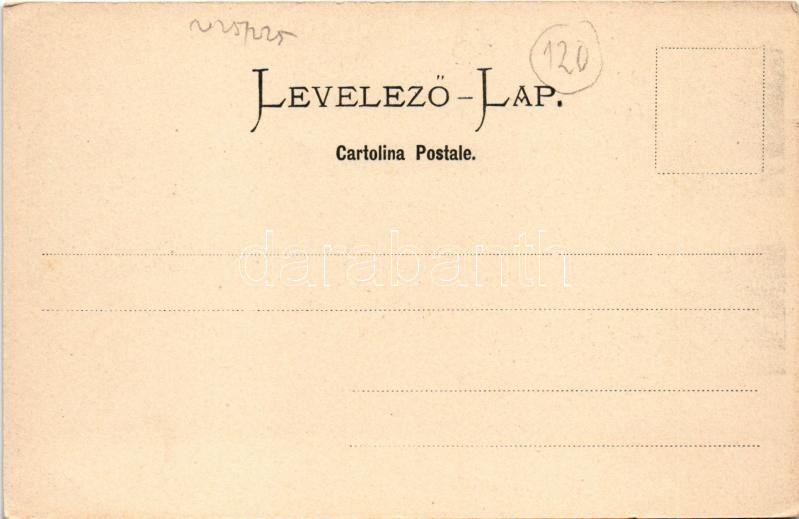 120
LEVELEZŐ-LAP.
Cartolina Postale.
darabanth